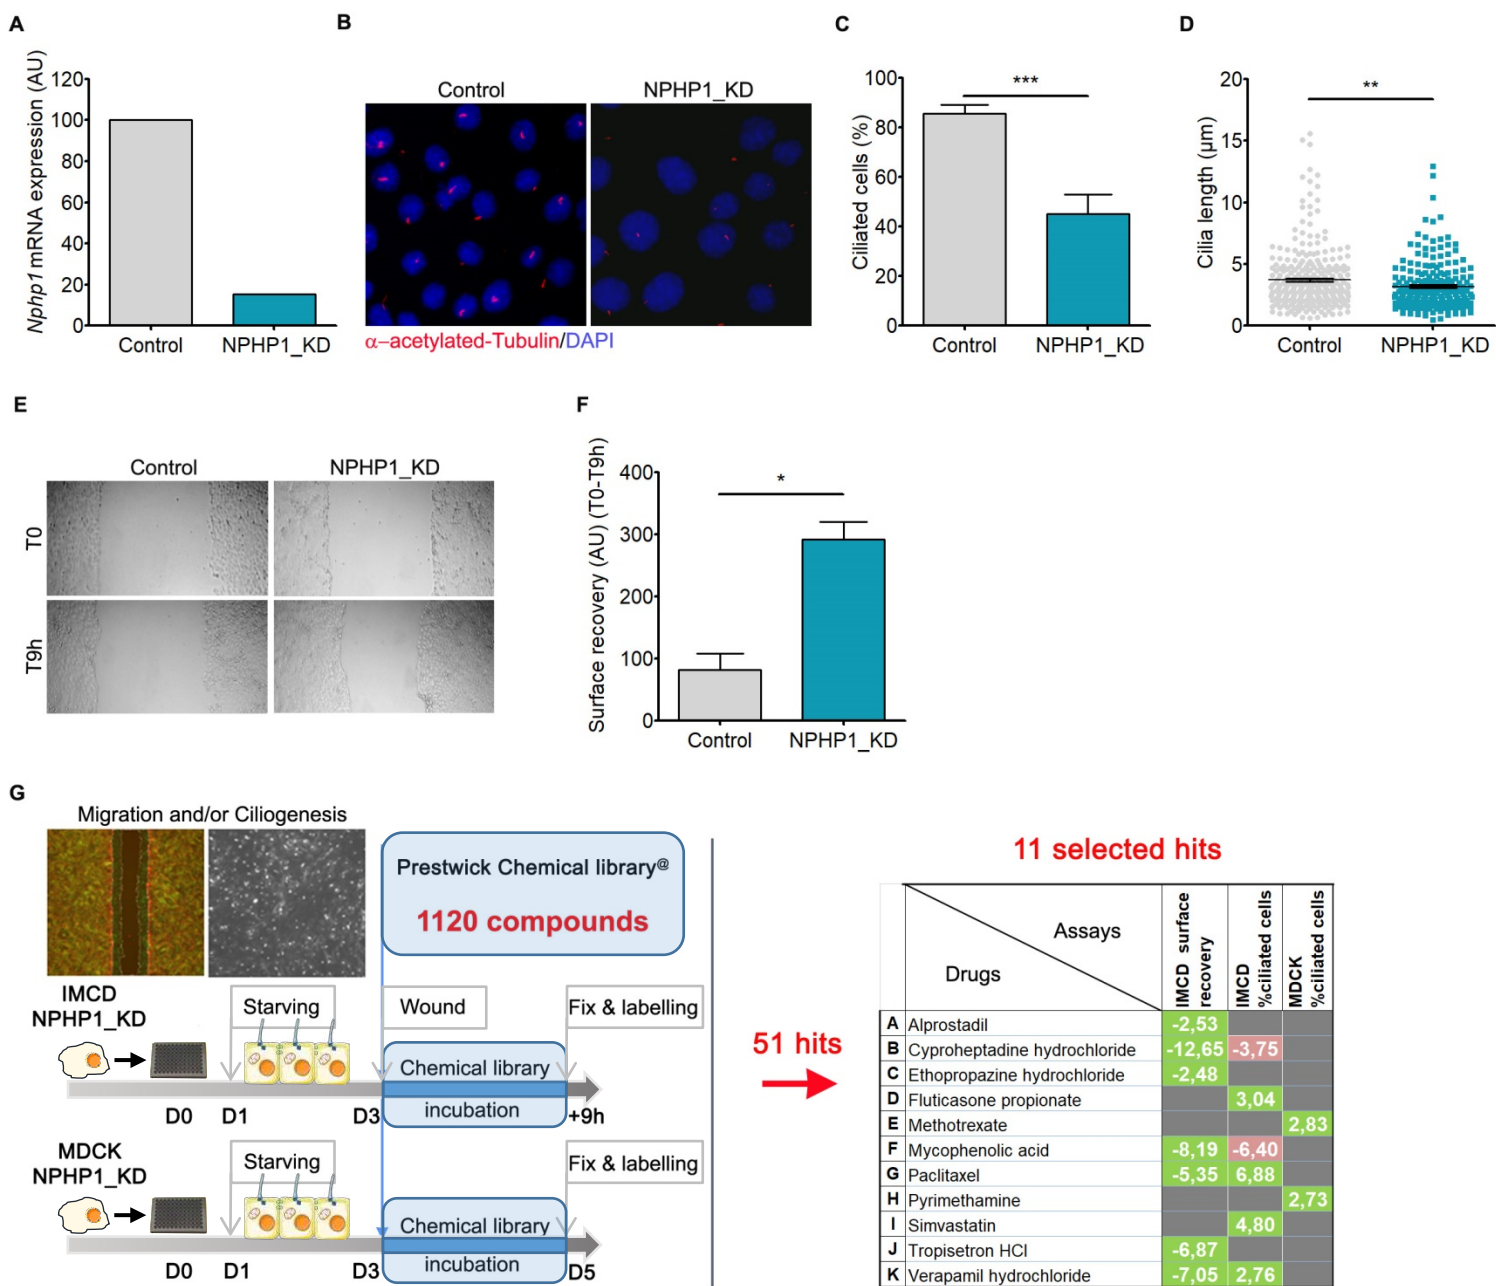 A
Nphp1 mRNA expression (AU)
120
100
80
60
40
20
0
Control
NPHP1_KD
B
Control
NPHP1_KD
α–acetylated-Tubulin/DAPI
C
Ciliated cells (%)
100
80
60
40
20
0
***
Control
NPHP1_KD
D
Cilia length (µm)
20
15
10
5
0
**
Control
NPHP1_KD
E
Control
NPHP1_KD
T0
T9h
F
Surface recovery (AU) (T0-T9h)
400
300
200
100
0
*
Control
NPHP1_KD
G
Migration and/or Ciliogenesis
Prestwick Chemical library@
1120 compounds
IMCD
NPHP1_KD
Starving
Wound
Fix & labelling
Chemical library
incubation
D0
D1
D3
+9h
MDCK
NPHP1_KD
Starving
Fix & labelling
Chemical library
incubation
D0
D1
D3
D5
51 hits
11 selected hits
Assays
Drugs
IMCD surface
recovery
IMCD
%ciliated cells
MDCK
%ciliated cells
A Alprostadil -2,53
B Cyproheptadine hydrochloride -12,65 -3,75
C Ethopropazine hydrochloride -2,48
D Fluticasone propionate 3,04
E Methotrexate 2,83
F Mycophenolic acid -8,19 -6,40
G Paclitaxel -5,35 6,88
H Pyrimethamine 2,73
I Simvastatin 4,80
J Tropisetron HCl -6,87
K Verapamil hydrochloride -7,05 2,76